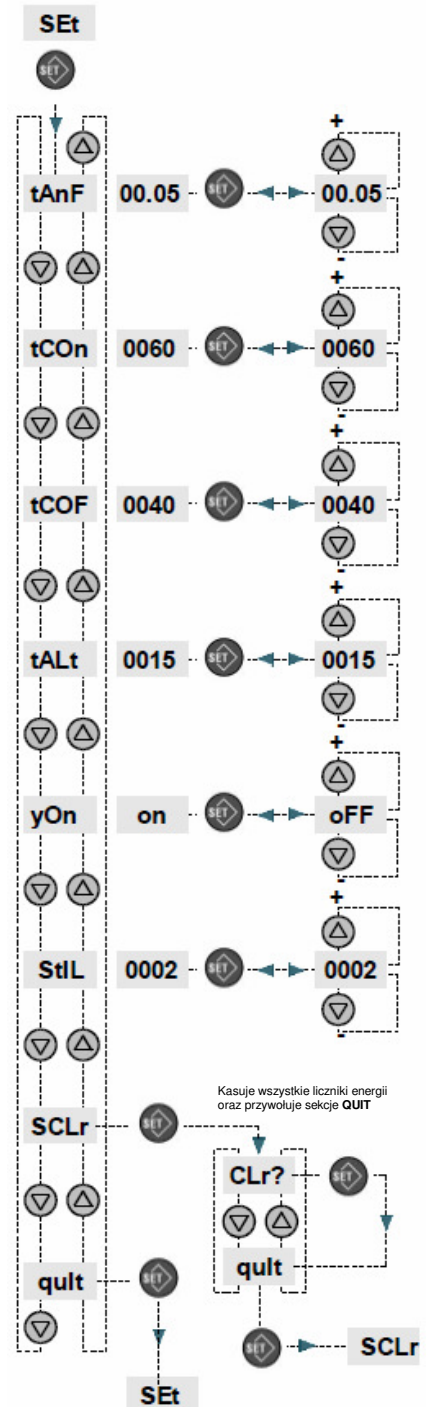 SEt
SET
+
tAnF 00.05 SET 00.05
-
+
tCOn 0060 SET 0060
-
+
tCOF 0040 SET 0040
-
+
tALt 0015 SET 0015
-
+
yOn on SET oFF
-
+
StIL 0002 SET 0002
-
Kasuje wszystkie liczniki energii
oraz przywołuje sekcje QUIT
SCLr SET
CLr? SET
quIt SET
quIt
SET SCLr
SEt